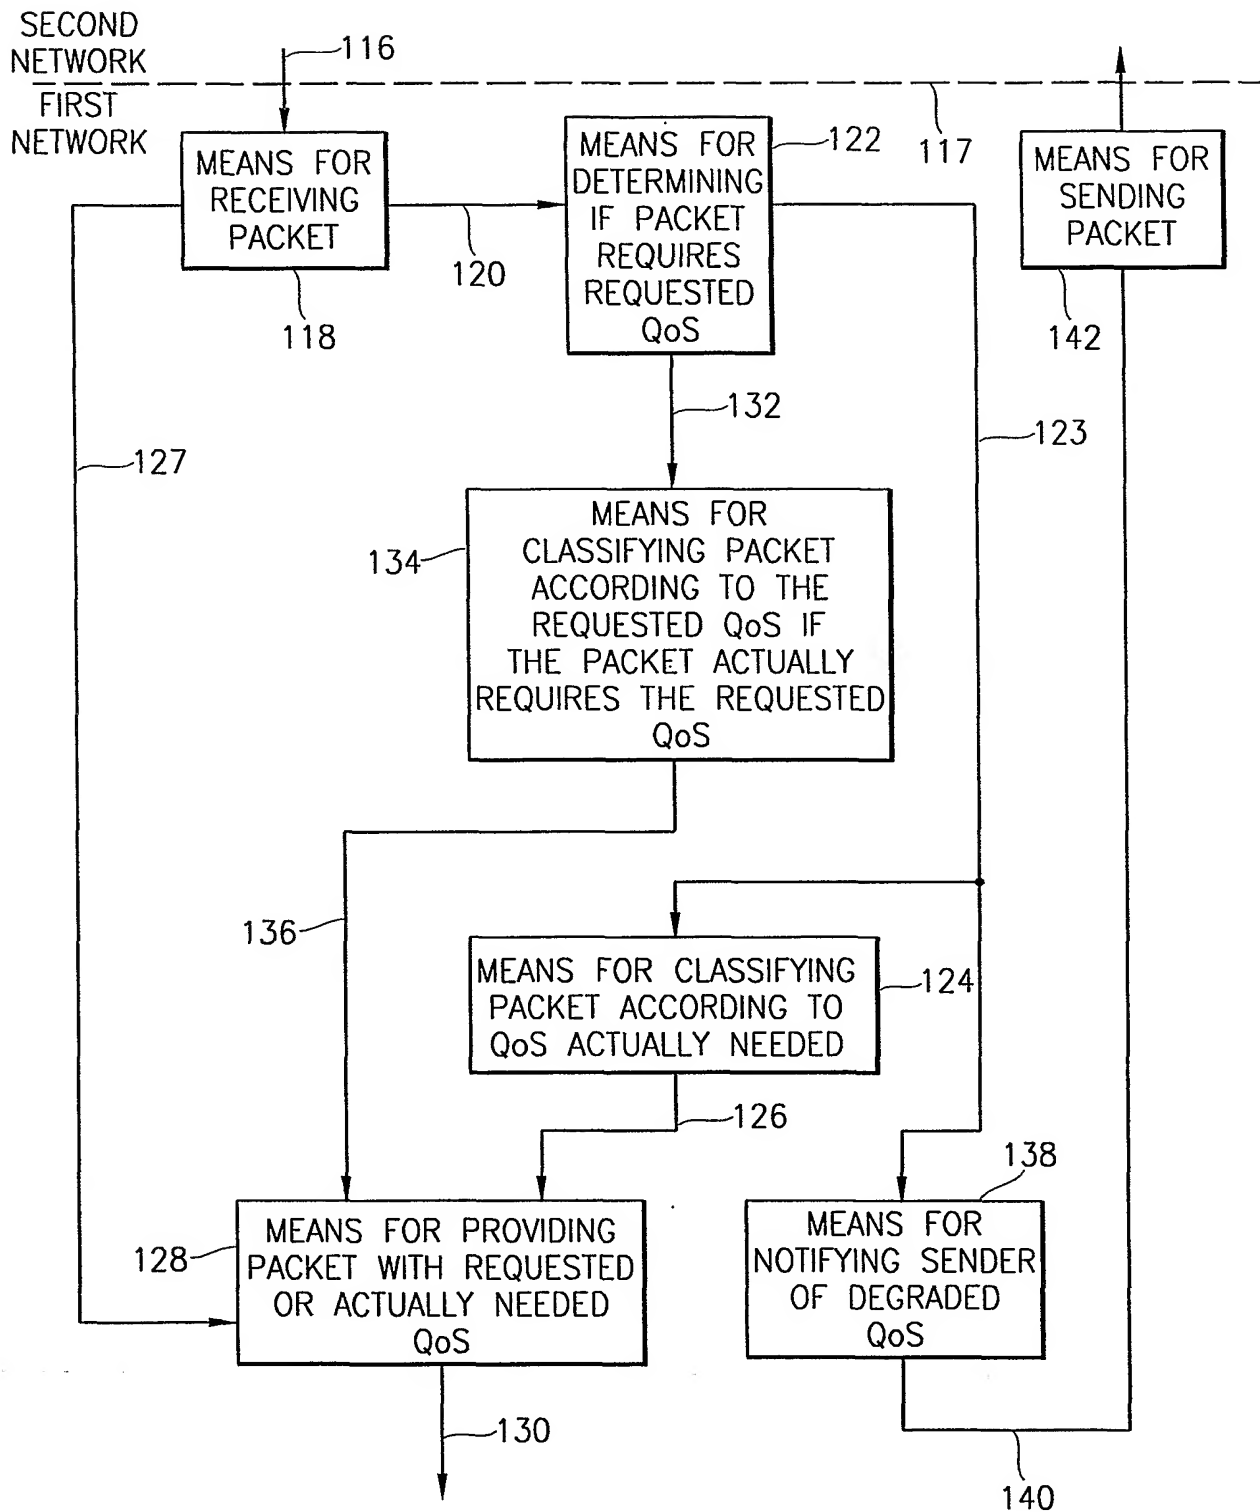 SECOND
NETWORK
116
FIRST
NETWORK
117
MEANS FOR
RECEIVING
PACKET
118
120
MEANS FOR
DETERMINING
IF PACKET
REQUIRES
REQUESTED
QoS
122
MEANS FOR
SENDING
PACKET
142
132
123
127
134
MEANS FOR
CLASSIFYING PACKET
ACCORDING TO THE
REQUESTED QoS IF
THE PACKET ACTUALLY
REQUIRES THE REQUESTED
QoS
136
MEANS FOR CLASSIFYING
PACKET ACCORDING TO
QoS ACTUALLY NEEDED
124
126
138
128
MEANS FOR PROVIDING
PACKET WITH REQUESTED
OR ACTUALLY NEEDED
QoS
MEANS FOR
NOTIFYING SENDER
OF DEGRADED
QoS
130
140